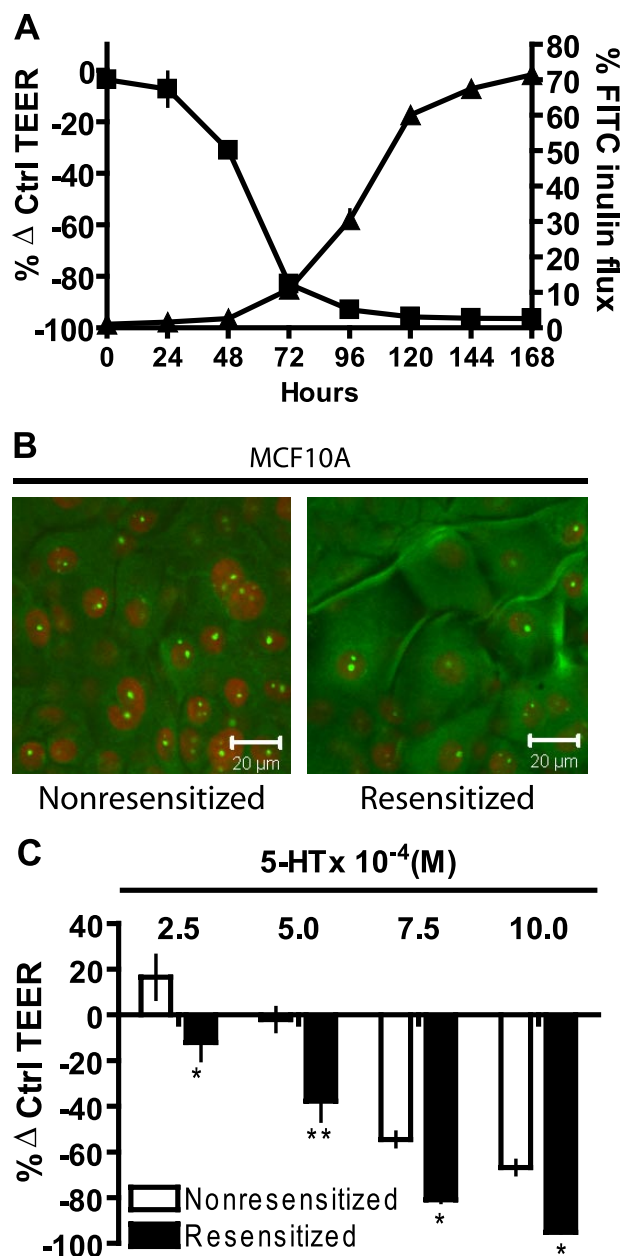 A
% Δ Ctrl TEER
0
-20
-40
-60
-80
-100
80
70
60
50
40
30
20
10
0
% FITC inulin flux
0 24 48 72 96 120 144 168
Hours
B
MCF10A
20 µm
20 µm
Nonresensitized Resensitized
C
5-HTx 10⁻⁴(M)
2.5 5.0 7.5 10.0
% Δ Ctrl TEER
40
20
0
-20
-40
-60
-80
-100
*
**
*
*
Nonresensitized
Resensitized